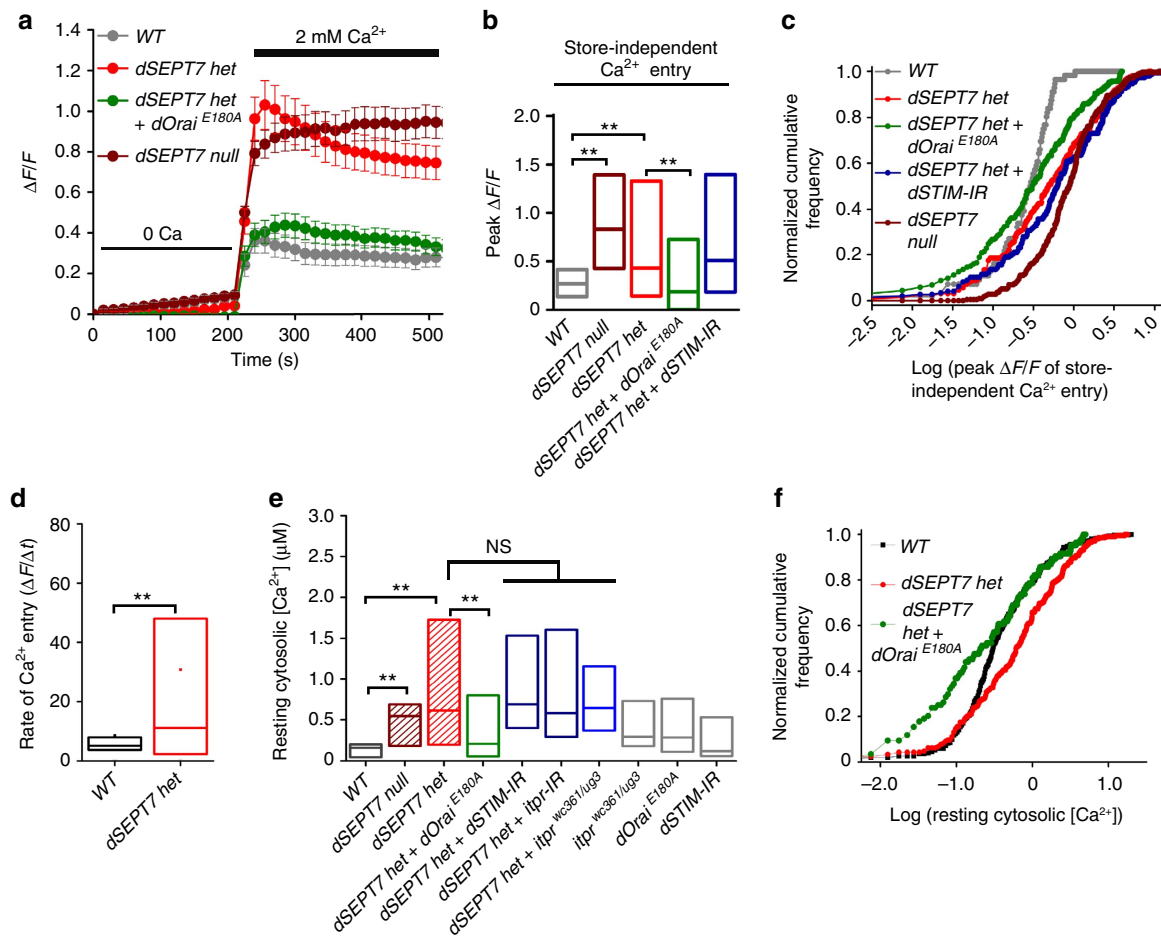 a
1.4
1.2
1.0
0.8
0.6
0.4
0.2
0
ΔF/F
WT
dSEPT7 het
dSEPT7 het
+ dOrai E180A
dSEPT7 null
2 mM Ca2+
0 Ca
0 100 200 300 400 500
Time (s)
b
Store-independent
Ca2+ entry
2.0
1.5
1.0
0.5
0
Peak ΔF/F
** ** **
WT
dSEPT7 null
dSEPT7 het
dSEPT7 het + dOrai E180A
dSEPT7 het + dSTIM-IR
c
1.0
0.8
0.6
0.4
0.2
0
Normalized cumulative
frequency
WT
dSEPT7 het
dSEPT7 het +
dOrai E180A
dSEPT7 het +
dSTIM-IR
dSEPT7
null
−2.5 −2.0 −1.5 −1.0 −0.5 0 0.5 1.0
Log (peak ΔF/F of store-
independent Ca2+ entry)
d
80
60
40
20
0
Rate of Ca2+ entry (ΔF/Δt)
**
WT
dSEPT7 het
e
3.0
2.5
2.0
1.5
1.0
0.5
0
Resting cytosolic [Ca2+] (μM)
NS
** ** **
WT
dSEPT7 null
dSEPT7 het
dSEPT7 het + dOrai E180A
dSEPT7 het + dSTIM-IR
dSEPT7 het + itpr-IR
dSEPT7 het + itpr wc361/ug3
itpr wc361/ug3
dOrai E180A
dSTIM-IR
f
1.0
0.8
0.6
0.4
0.2
0
Normalized cumulative
frequency
WT
dSEPT7 het
dSEPT7
het +
dOrai E180A
−2.0 −1.0 0 1.0
Log (resting cytosolic [Ca2+])